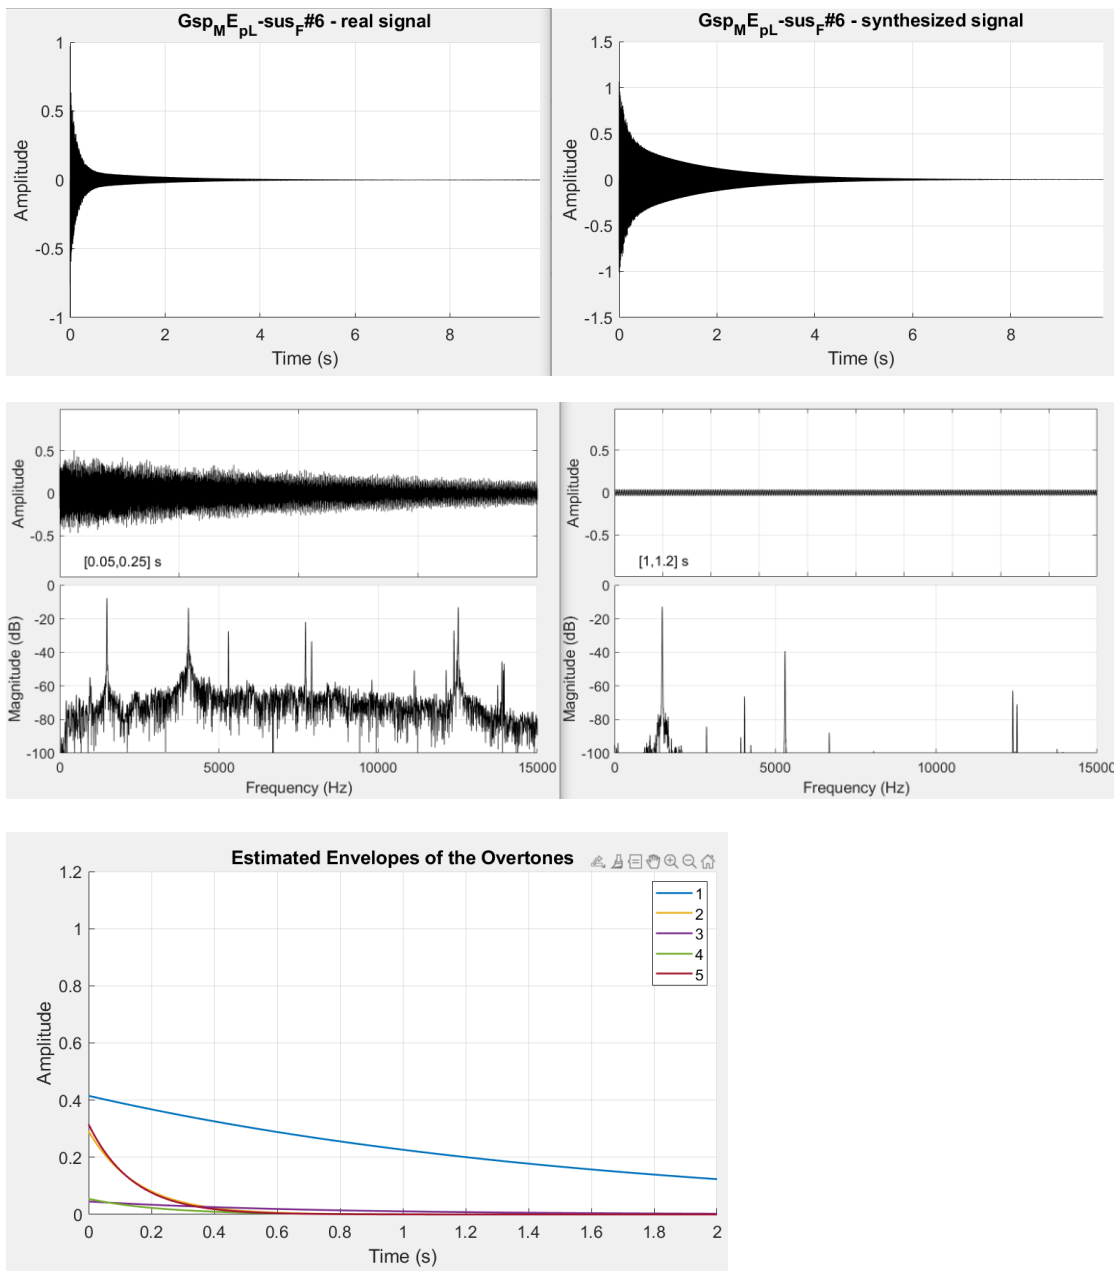 Gsp_M E_pL -sus_F #6 - real signal
1
0.5
0
-0.5
-1
Amplitude
0 2 4 6 8
Time (s)
Gsp_M E_pL -sus_F #6 - synthesized signal
1.5
1
0.5
0
-0.5
-1
-1.5
Amplitude
0 2 4 6 8
Time (s)
0.5
0
-0.5
Amplitude
[0.05,0.25] s
0
-20
-40
-60
-80
-100
Magnitude (dB)
0 5000 10000 15000
Frequency (Hz)
0.5
0
-0.5
Amplitude
[1,1.2] s
0
-20
-40
-60
-80
-100
Magnitude (dB)
0 5000 10000 15000
Frequency (Hz)
Estimated Envelopes of the Overtones
1.2
1
0.8
0.6
0.4
0.2
0
Amplitude
1
2
3
4
5
0 0.2 0.4 0.6 0.8 1 1.2 1.4 1.6 1.8 2
Time (s)